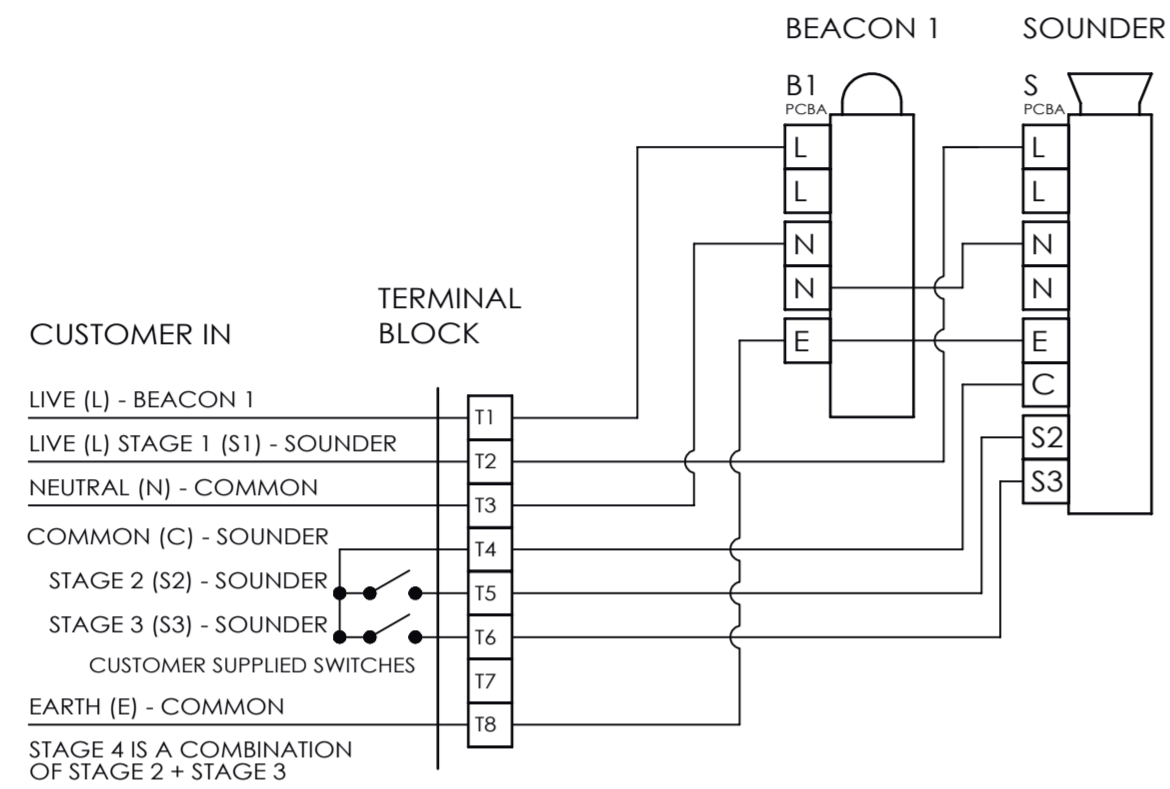 BEACON 1
SOUNDER
B1
PCBA
L
L
N
N
E
S
PCBA
L
L
N
N
E
C
S2
S3
TERMINAL
BLOCK
CUSTOMER IN
LIVE (L) - BEACON 1
LIVE (L) STAGE 1 (S1) - SOUNDER
NEUTRAL (N) - COMMON
COMMON (C) - SOUNDER
STAGE 2 (S2) - SOUNDER
STAGE 3 (S3) - SOUNDER
CUSTOMER SUPPLIED SWITCHES
EARTH (E) - COMMON
STAGE 4 IS A COMBINATION
OF STAGE 2 + STAGE 3
T1
T2
T3
T4
T5
T6
T7
T8